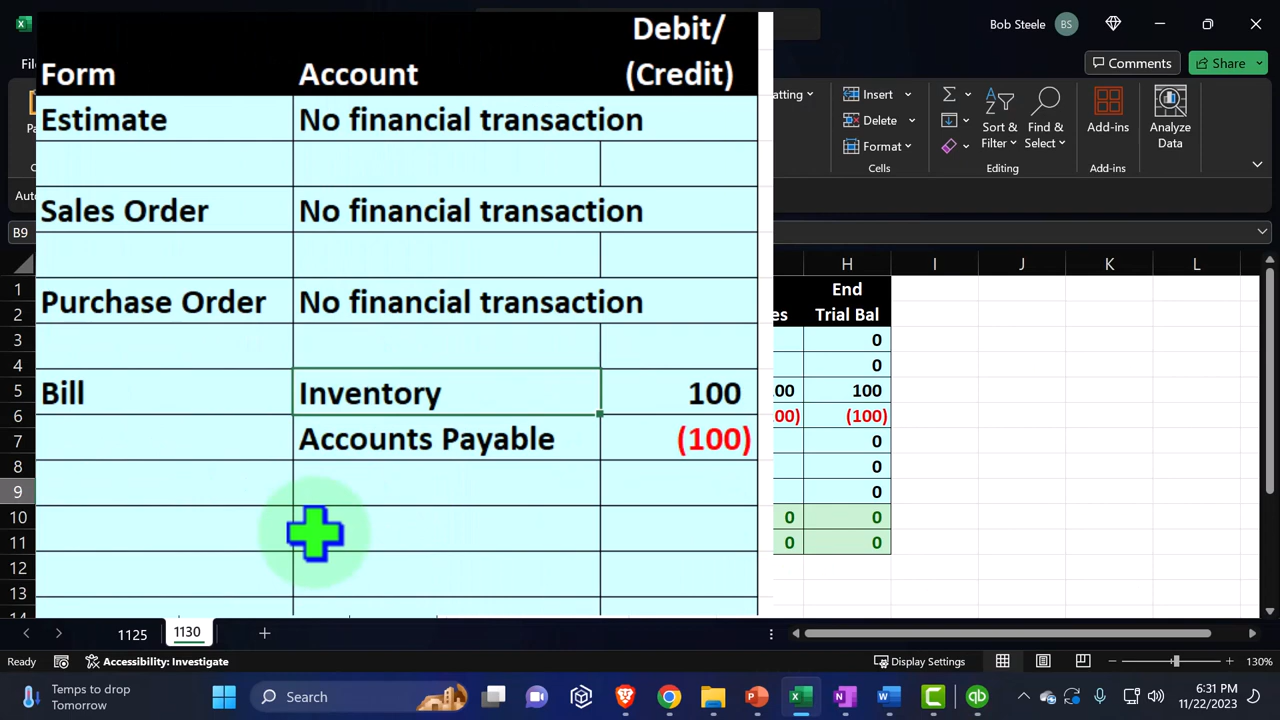 Bob Steele BS
Debit/
Form Account (Credit)
Estimate No financial transaction
Sales Order No financial transaction
Purchase Order No financial transaction
Bill Inventory 100
Accounts Payable (100)
Comments Share
Insert
Delete
Format
Cells
Sort &
Filter
Find &
Select
Editing
Add-ins
Add-ins
Analyze
Data
B9
H I J K L
1 End
2 Trial Bal
3 0
4 0
5 100
6 (100)
7 0
8 0
9 0
10 0 0
11 0 0
12
13
1125 1130
Ready Accessibility: Investigate Display Settings 130%
Temps to drop
Tomorrow
Search
6:31 PM
11/22/2023